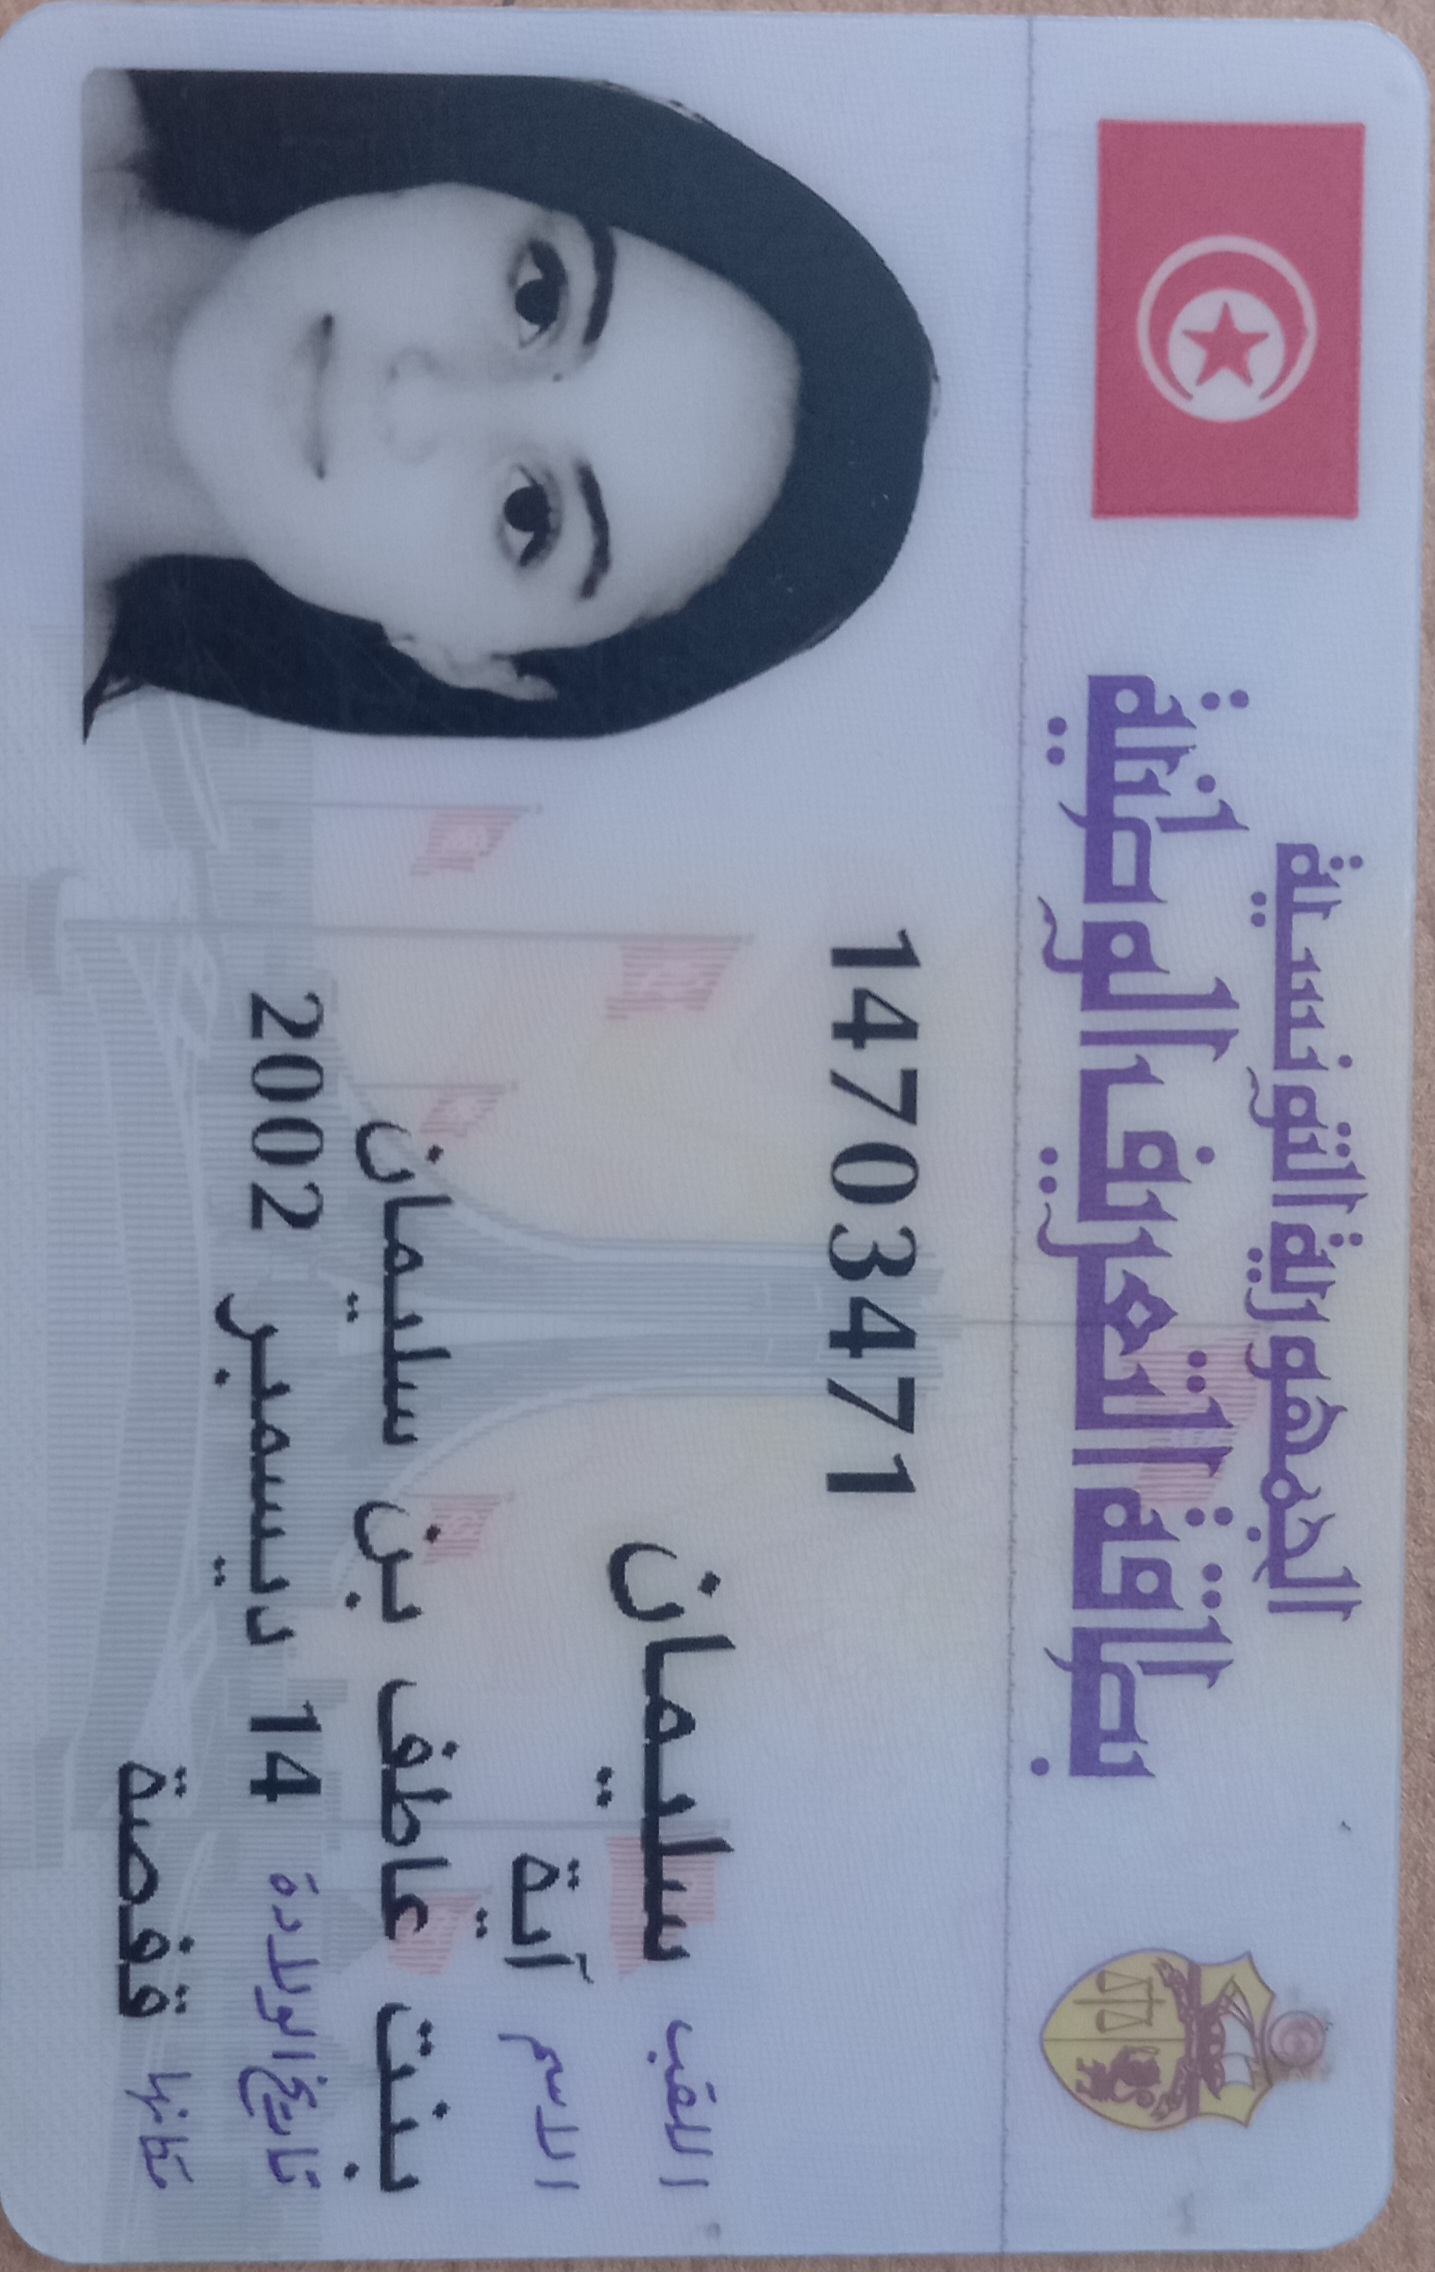 الجمهورية التونسية
بطاقة التعريف الوطنية
14703471
اللقب سليمان
الاسم آية
بنت عاطف بن سليمان
تاريخ الولادة 14 ديسمبر 2002
مكانها قفصة